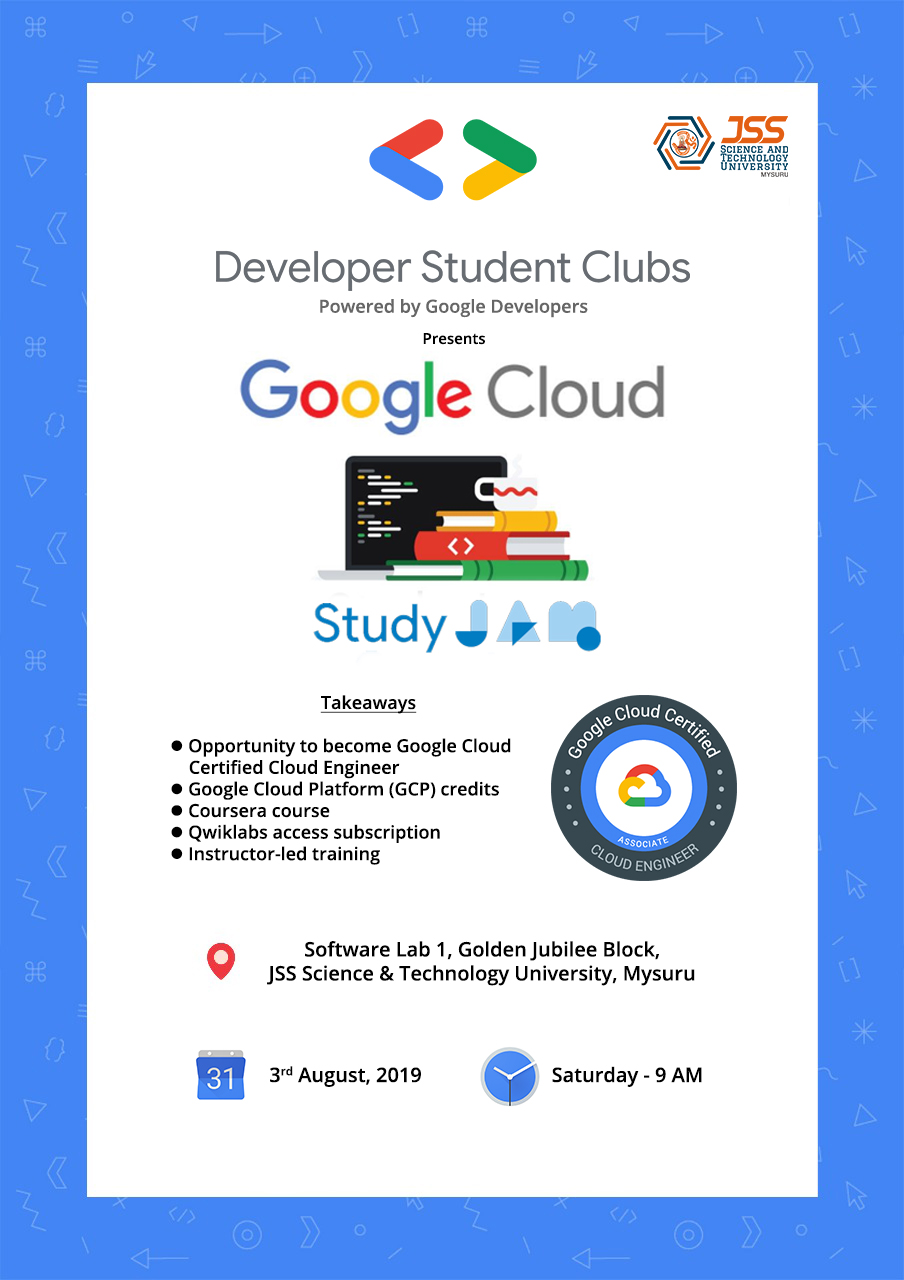 JSS
SCIENCE AND
TECHNOLOGY
UNIVERSITY
MYSURU
Developer Student Clubs
Powered by Google Developers
Presents
Google Cloud
Study JAM
Takeaways
● Opportunity to become Google Cloud
Certified Cloud Engineer
● Google Cloud Platform (GCP) credits
● Coursera course
● Qwiklabs access subscription
● Instructor-led training
Google Cloud Certified
ASSOCIATE
CLOUD ENGINEER
Software Lab 1, Golden Jubilee Block,
JSS Science & Technology University, Mysuru
31
3rd August, 2019
Saturday - 9 AM